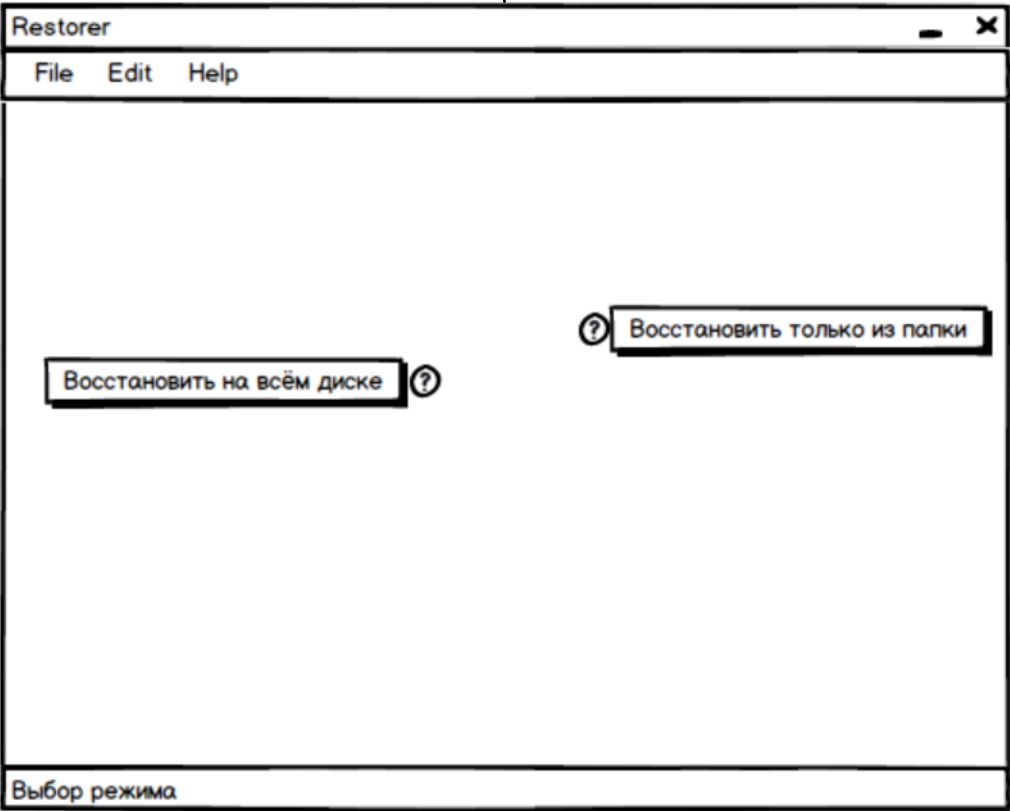 Restorer
File Edit Help
? Восстановить только из папки
Восстановить на всём диске ?
Выбор режима